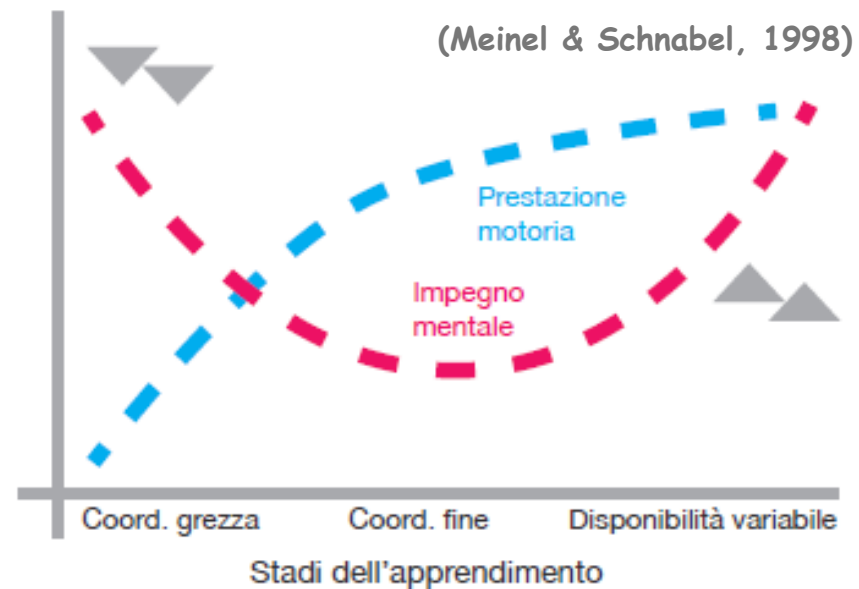 (Meinel & Schnabel, 1998)
Prestazione
motoria
Impegno
mentale
Coord. grezza Coord. fine Disponibilità variabile
Stadi dell'apprendimento